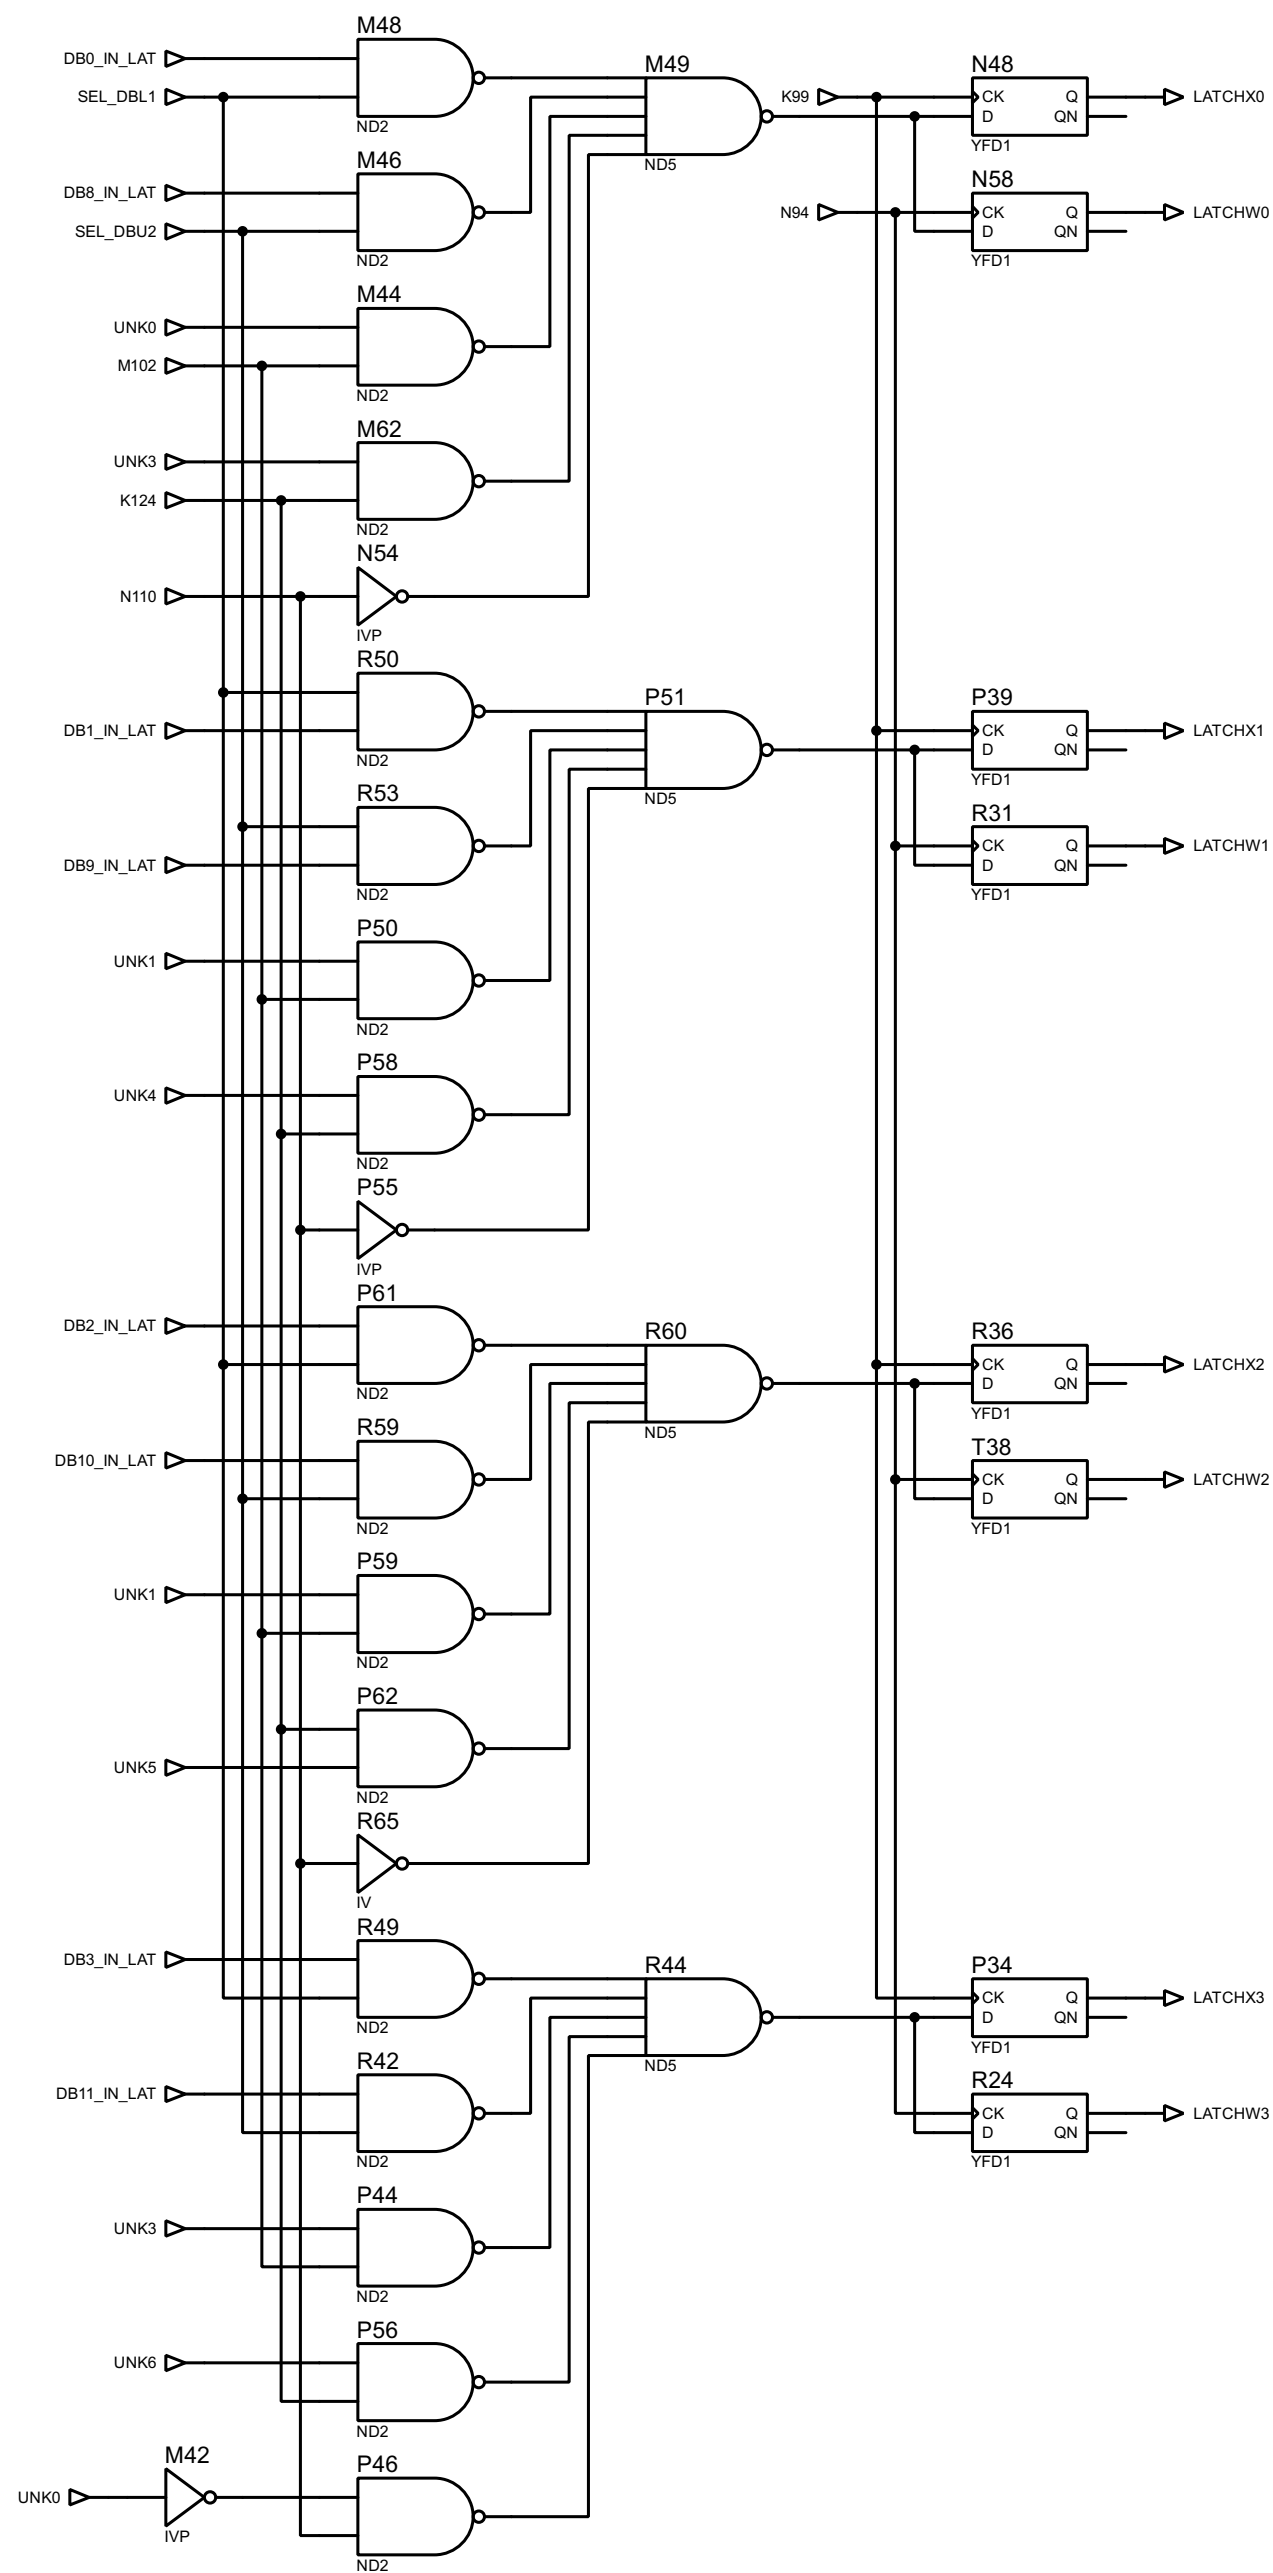 M48
DB0_IN_LAT
SEL_DBL1
ND2
M49
ND5
K99
N48
CK Q
D QN
YFD1
LATCHX0
M46
DB8_IN_LAT
SEL_DBU2
ND2
N94
N58
CK Q
D QN
YFD1
LATCHW0
M44
UNK0
M102
ND2
M62
UNK3
K124
ND2
N54
N110
IVP
R50
DB1_IN_LAT
ND2
P51
ND5
P39
CK Q
D QN
YFD1
LATCHX1
R53
DB9_IN_LAT
ND2
R31
CK Q
D QN
YFD1
LATCHW1
P50
UNK1
ND2
P58
UNK4
ND2
P55
IVP
P61
DB2_IN_LAT
ND2
R60
ND5
R36
CK Q
D QN
YFD1
LATCHX2
R59
DB10_IN_LAT
ND2
T38
CK Q
D QN
YFD1
LATCHW2
P59
UNK1
ND2
P62
UNK5
ND2
R65
IV
R49
DB3_IN_LAT
ND2
R44
ND5
P34
CK Q
D QN
YFD1
LATCHX3
R42
DB11_IN_LAT
ND2
R24
CK Q
D QN
YFD1
LATCHW3
P44
UNK3
ND2
P56
UNK6
ND2
M42
UNK0
IVP
P46
ND2